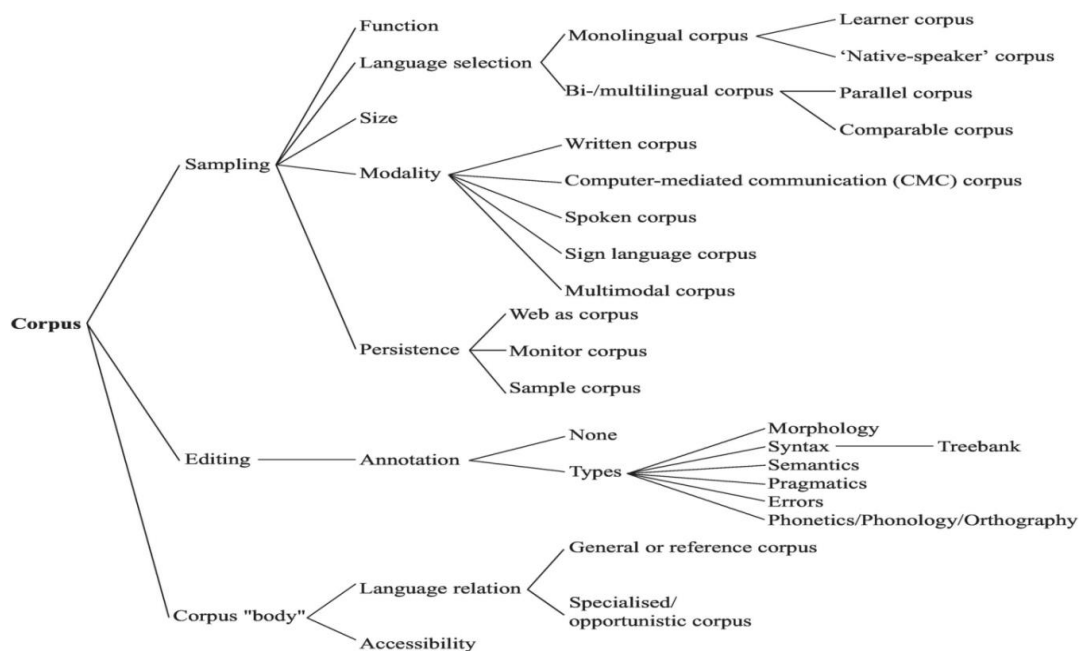 Function
Language selection
Monolingual corpus
Learner corpus
‘Native-speaker’ corpus
Bi-/multilingual corpus
Parallel corpus
Comparable corpus
Size
Sampling
Modality
Written corpus
Computer-mediated communication (CMC) corpus
Spoken corpus
Sign language corpus
Multimodal corpus
Corpus
Persistence
Web as corpus
Monitor corpus
Sample corpus
Editing
Annotation
None
Types
Morphology
Syntax
Treebank
Semantics
Pragmatics
Errors
Phonetics/Phonology/Orthography
Corpus "body"
Language relation
General or reference corpus
Specialised/
opportunistic corpus
Accessibility